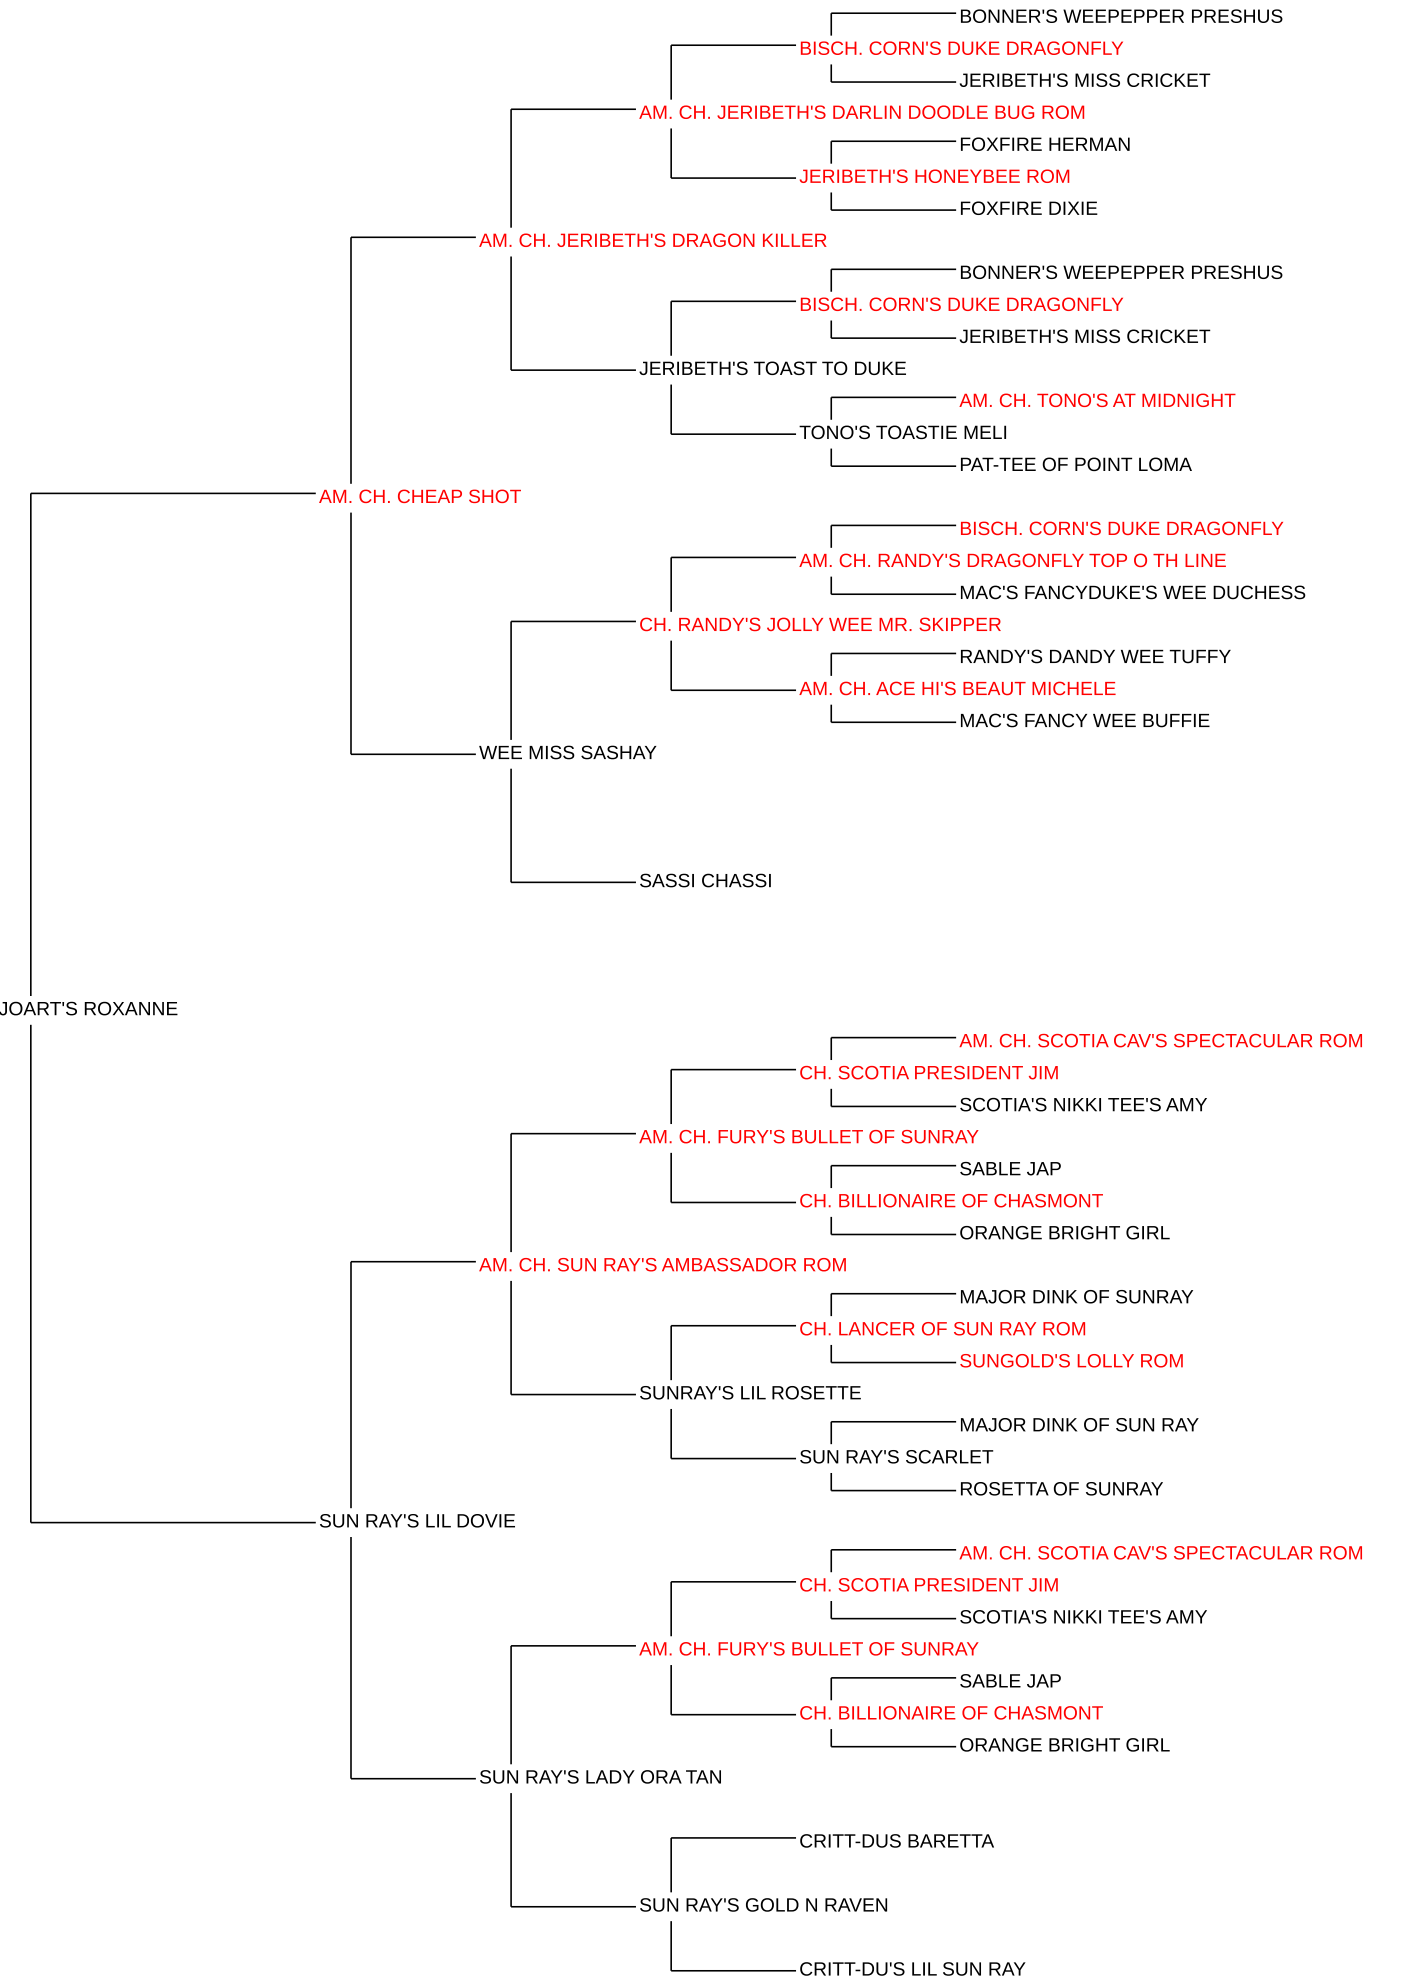 BONNER'S WEEPEPPER PRESHUS
BISCH. CORN'S DUKE DRAGONFLY
JERIBETH'S MISS CRICKET
AM. CH. JERIBETH'S DARLIN DOODLE BUG ROM
FOXFIRE HERMAN
JERIBETH'S HONEYBEE ROM
FOXFIRE DIXIE
AM. CH. JERIBETH'S DRAGON KILLER
BONNER'S WEEPEPPER PRESHUS
BISCH. CORN'S DUKE DRAGONFLY
JERIBETH'S MISS CRICKET
JERIBETH'S TOAST TO DUKE
AM. CH. TONO'S AT MIDNIGHT
TONO'S TOASTIE MELI
PAT-TEE OF POINT LOMA
AM. CH. CHEAP SHOT
BISCH. CORN'S DUKE DRAGONFLY
AM. CH. RANDY'S DRAGONFLY TOP O TH LINE
MAC'S FANCYDUKE'S WEE DUCHESS
CH. RANDY'S JOLLY WEE MR. SKIPPER
RANDY'S DANDY WEE TUFFY
AM. CH. ACE HI'S BEAUT MICHELE
MAC'S FANCY WEE BUFFIE
WEE MISS SASHAY
SASSI CHASSI
JOART'S ROXANNE
AM. CH. SCOTIA CAV'S SPECTACULAR ROM
CH. SCOTIA PRESIDENT JIM
SCOTIA'S NIKKI TEE'S AMY
AM. CH. FURY'S BULLET OF SUNRAY
SABLE JAP
CH. BILLIONAIRE OF CHASMONT
ORANGE BRIGHT GIRL
AM. CH. SUN RAY'S AMBASSADOR ROM
MAJOR DINK OF SUNRAY
CH. LANCER OF SUN RAY ROM
SUNGOLD'S LOLLY ROM
SUNRAY'S LIL ROSETTE
MAJOR DINK OF SUN RAY
SUN RAY'S SCARLET
ROSETTA OF SUNRAY
SUN RAY'S LIL DOVIE
AM. CH. SCOTIA CAV'S SPECTACULAR ROM
CH. SCOTIA PRESIDENT JIM
SCOTIA'S NIKKI TEE'S AMY
AM. CH. FURY'S BULLET OF SUNRAY
SABLE JAP
CH. BILLIONAIRE OF CHASMONT
ORANGE BRIGHT GIRL
SUN RAY'S LADY ORA TAN
CRITT-DUS BARETTA
SUN RAY'S GOLD N RAVEN
CRITT-DU'S LIL SUN RAY